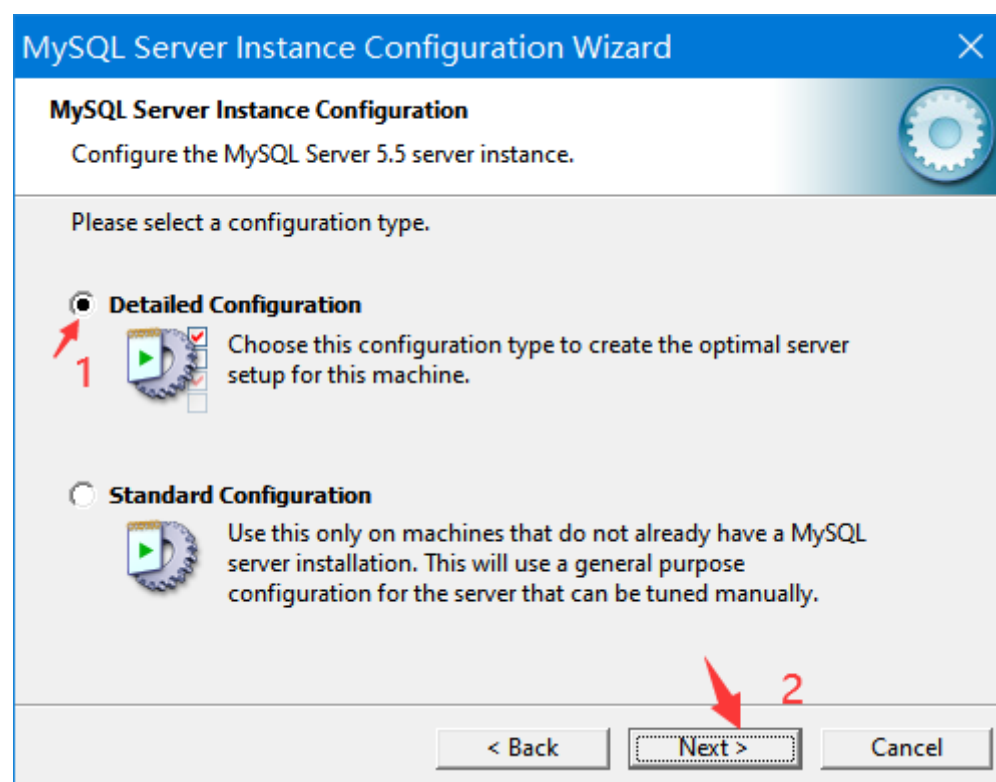 MySQL Server Instance Configuration Wizard
MySQL Server Instance Configuration
Configure the MySQL Server 5.5 server instance.
Please select a configuration type.
Detailed Configuration
1
Choose this configuration type to create the optimal server
setup for this machine.
Standard Configuration
Use this only on machines that do not already have a MySQL
server installation. This will use a general purpose
configuration for the server that can be tuned manually.
2
< Back
Next >
Cancel